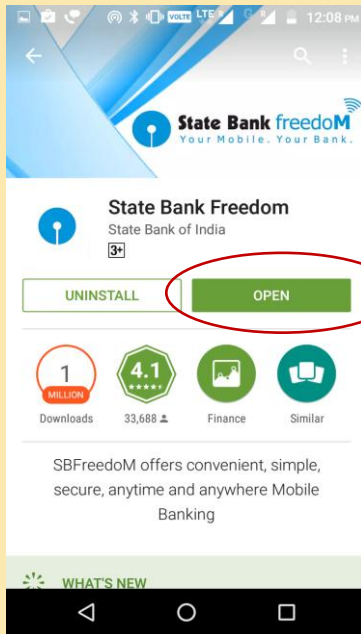 VOLTE LTE R G R 12:08 PM
State Bank freedoM
Your Mobile. Your Bank.
State Bank Freedom
State Bank of India
3+
UNINSTALL OPEN
1 4.1
MILLION
Downloads 33,688 Finance Similar
SBFreedoM offers convenient, simple,
secure, anytime and anywhere Mobile
Banking
WHAT'S NEW